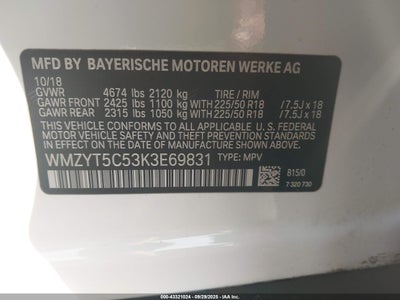 MFD BY BAYERISCHE MOTOREN WERKE AG
10/18
GVWR 4674 lbs 2120 kg TIRE / RIM
GAWR FRONT 2425 lbs 1100 kg WITH 225/50 R18 / 7.5J x 18
GAWR REAR 2315 lbs 1050 kg WITH 225/50 R18 / 7.5J x 18
THIS VEHICLE CONFORMS TO ALL APPLICABLE U.S. FEDERAL MOTOR
VEHICLE SAFETY, BUMPER, AND THEFT PREVENTION STANDARDS IN
EFFECT ON THE DATE OF MANUFACTURE SHOWN ABOVE.
WMZYT5C53K3E69831 TYPE: MPV
B15/0
7 320 730
000-43321024 - 09/29/2025 - IAA Inc.